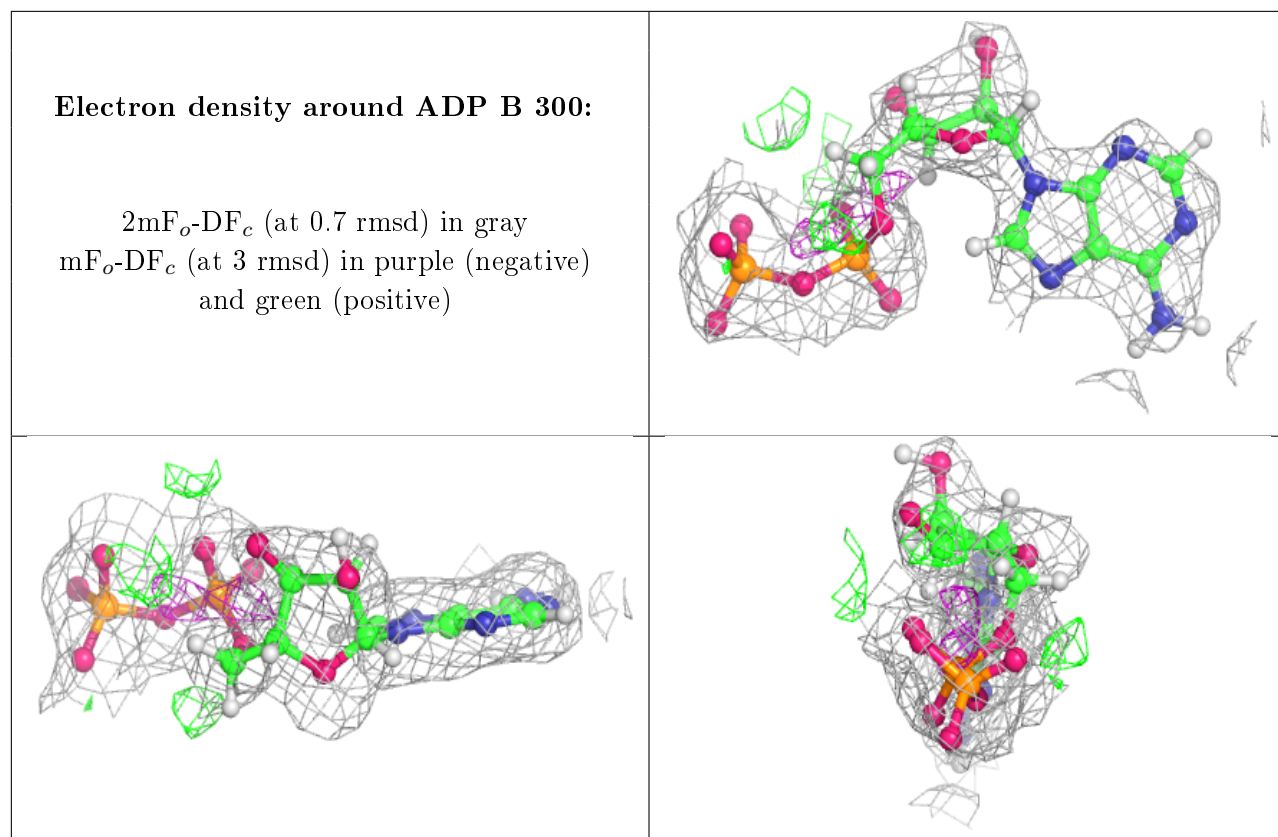 Electron density around ADP B 300:
2mFₒ-DF𝒸 (at 0.7 rmsd) in gray
mFₒ-DF𝒸 (at 3 rmsd) in purple (negative)
and green (positive)